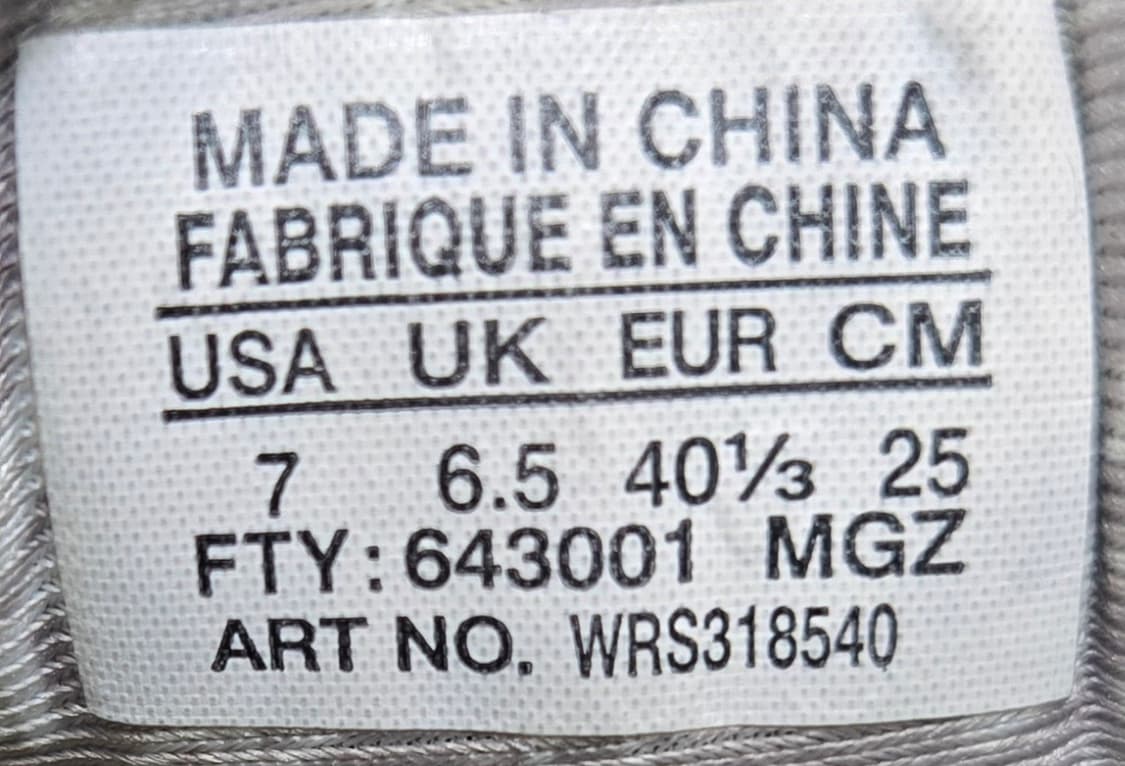 MADE IN CHINA
FABRIQUE EN CHINE
USA UK EUR CM
7 6.5 40⅓ 25
FTY: 643001 MGZ
ART NO. WRS318540